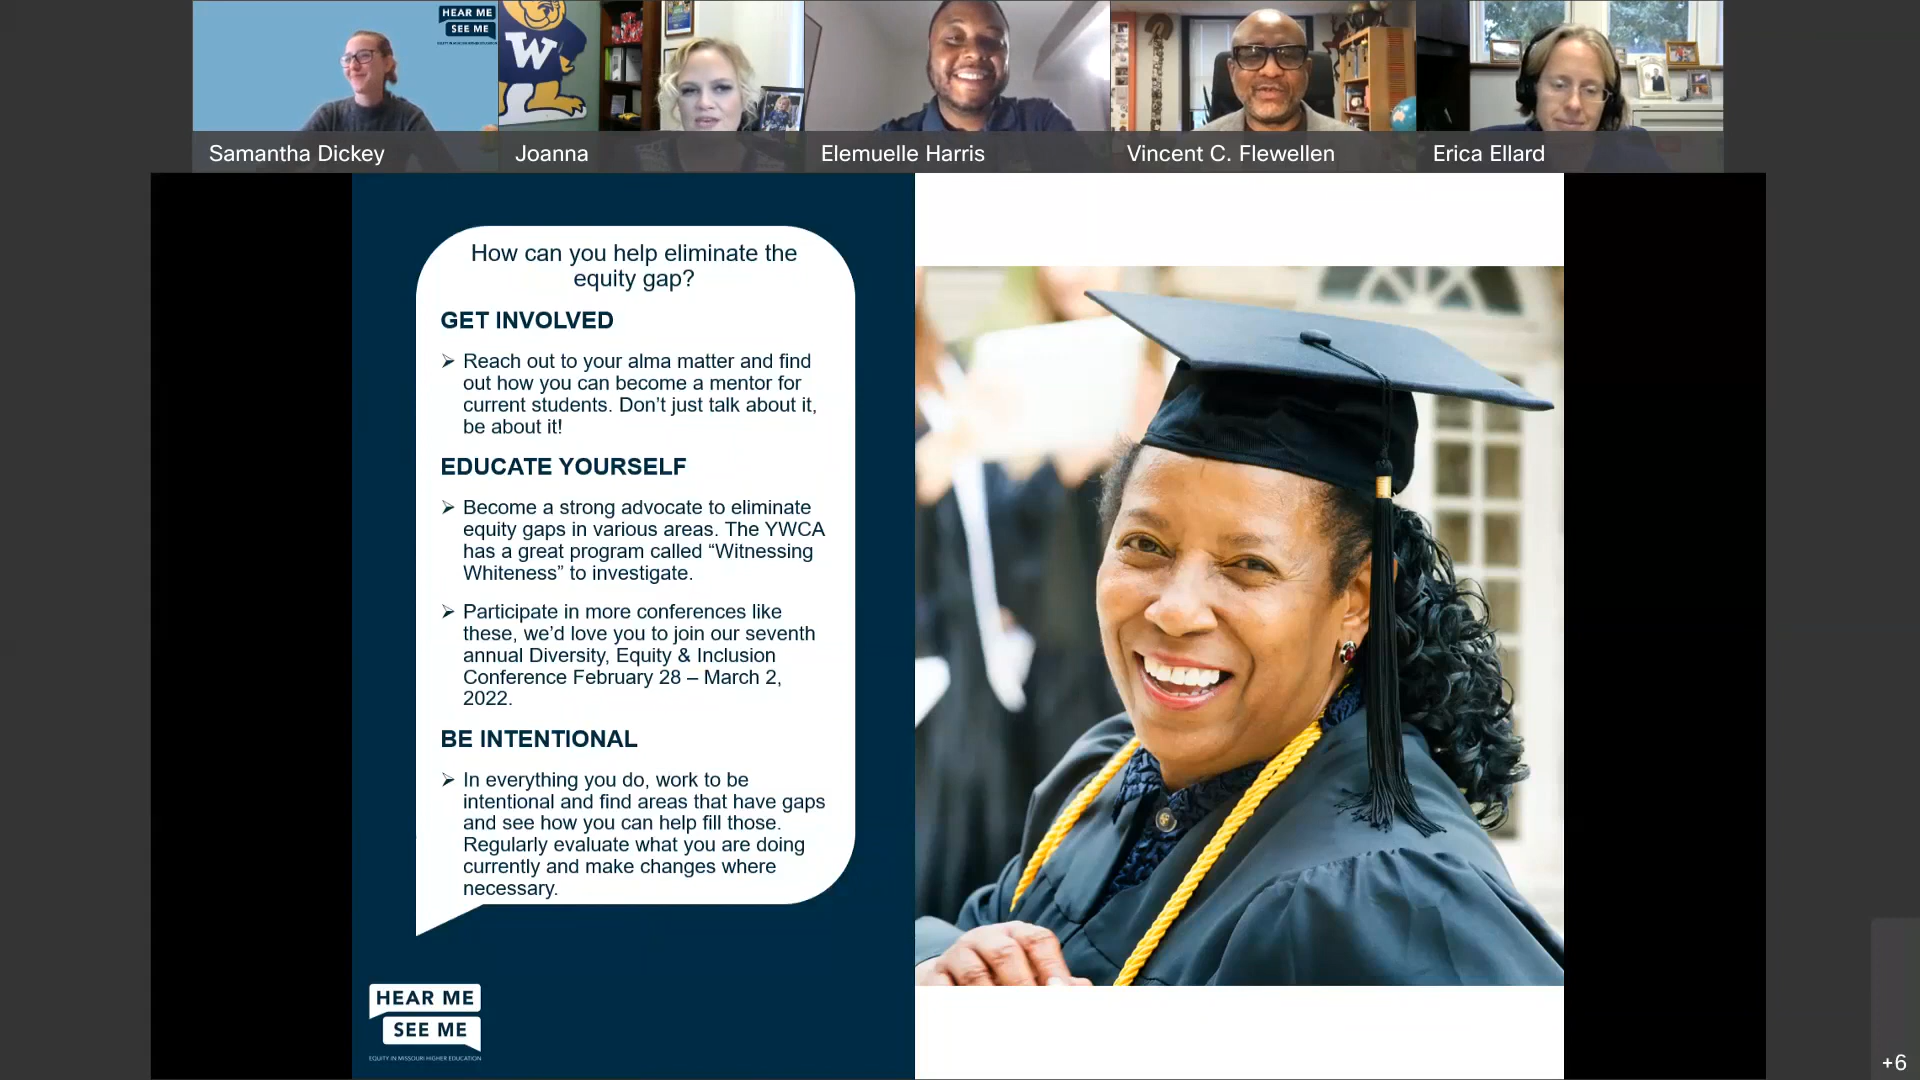 HEAR ME
SEE ME
W
Samantha Dickey
Joanna
Elemuelle Harris
Vincent C. Flewellen
Erica Ellard
How can you help eliminate the
equity gap?
GET INVOLVED
➢ Reach out to your alma matter and find
out how you can become a mentor for
current students. Don’t just talk about it,
be about it!
EDUCATE YOURSELF
➢ Become a strong advocate to eliminate
equity gaps in various areas. The YWCA
has a great program called “Witnessing
Whiteness” to investigate.
➢ Participate in more conferences like
these, we’d love you to join our seventh
annual Diversity, Equity & Inclusion
Conference February 28 – March 2,
2022.
BE INTENTIONAL
➢ In everything you do, work to be
intentional and find areas that have gaps
and see how you can help fill those.
Regularly evaluate what you are doing
currently and make changes where
necessary.
HEAR ME
SEE ME
EQUITY IN MISSOURI HIGHER EDUCATION
+6